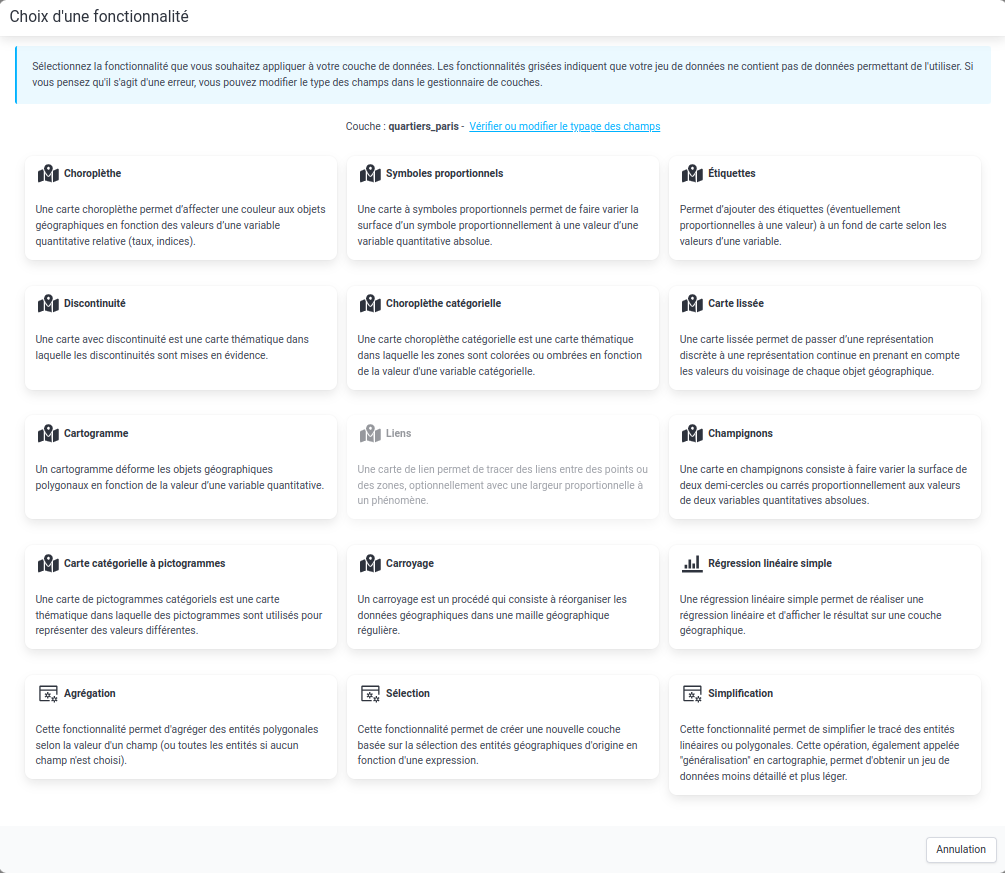 Choix d'une fonctionnalité
Sélectionnez la fonctionnalité que vous souhaitez appliquer à votre couche de données. Les fonctionnalités grisées indiquent que votre jeu de données ne contient pas de données permettant de l'utiliser. Si
vous pensez qu'il s'agit d'une erreur, vous pouvez modifier le type des champs dans le gestionnaire de couches.
Couche : quartiers_paris - Vérifier ou modifier le typage des champs
Choroplèthe
Une carte choroplèthe permet d'affecter une couleur aux objets
géographiques en fonction des valeurs d'une variable
quantitative relative (taux, indices).
Symboles proportionnels
Une carte à symboles proportionnels permet de faire varier la
surface d'un symbole proportionnellement à une valeur d'une
variable quantitative absolue.
Étiquettes
Permet d'ajouter des étiquettes (éventuellement
proportionnelles à une valeur) à un fond de carte selon les
valeurs d'une variable.
Discontinuité
Une carte avec discontinuité est une carte thématique dans
laquelle les discontinuités sont mises en évidence.
Choroplèthe catégorielle
Une carte choroplèthe catégorielle est une carte thématique
dans laquelle les zones sont colorées ou ombrées en fonction
de la valeur d'une variable catégorielle.
Carte lissée
Une carte lissée permet de passer d'une représentation
discrète à une représentation continue en prenant en compte
les valeurs du voisinage de chaque objet géographique.
Cartogramme
Un cartogramme déforme les objets géographiques
polygonaux en fonction de la valeur d'une variable quantitative.
Liens
Une carte de lien permet de tracer des liens entre des points ou
des zones, optionnellement avec une largeur proportionnelle à
un phénomène.
Champignons
Une carte en champignons consiste à faire varier la surface de
deux demi-cercles ou carrés proportionnellement aux valeurs
de deux variables quantitatives absolues.
Carte catégorielle à pictogrammes
Une carte de pictogrammes catégoriels est une carte
thématique dans laquelle des pictogrammes sont utilisés pour
représenter des valeurs différentes.
Carroyage
Un carroyage est un procédé qui consiste à réorganiser les
données géographiques dans une maille géographique
régulière.
Régression linéaire simple
Une régression linéaire simple permet de réaliser une
régression linéaire et d'afficher le résultat sur une couche
géographique.
Agrégation
Cette fonctionnalité permet d'agréger des entités polygonales
selon la valeur d'un champ (ou toutes les entités si aucun
champ n'est choisi).
Sélection
Cette fonctionnalité permet de créer une nouvelle couche
basée sur la sélection des entités géographiques d'origine en
fonction d'une expression.
Simplification
Cette fonctionnalité permet de simplifier le tracé des entités
linéaires ou polygonales. Cette opération, également appelée
"généralisation" en cartographie, permet d'obtenir un jeu de
données moins détaillé et plus léger.
Annulation